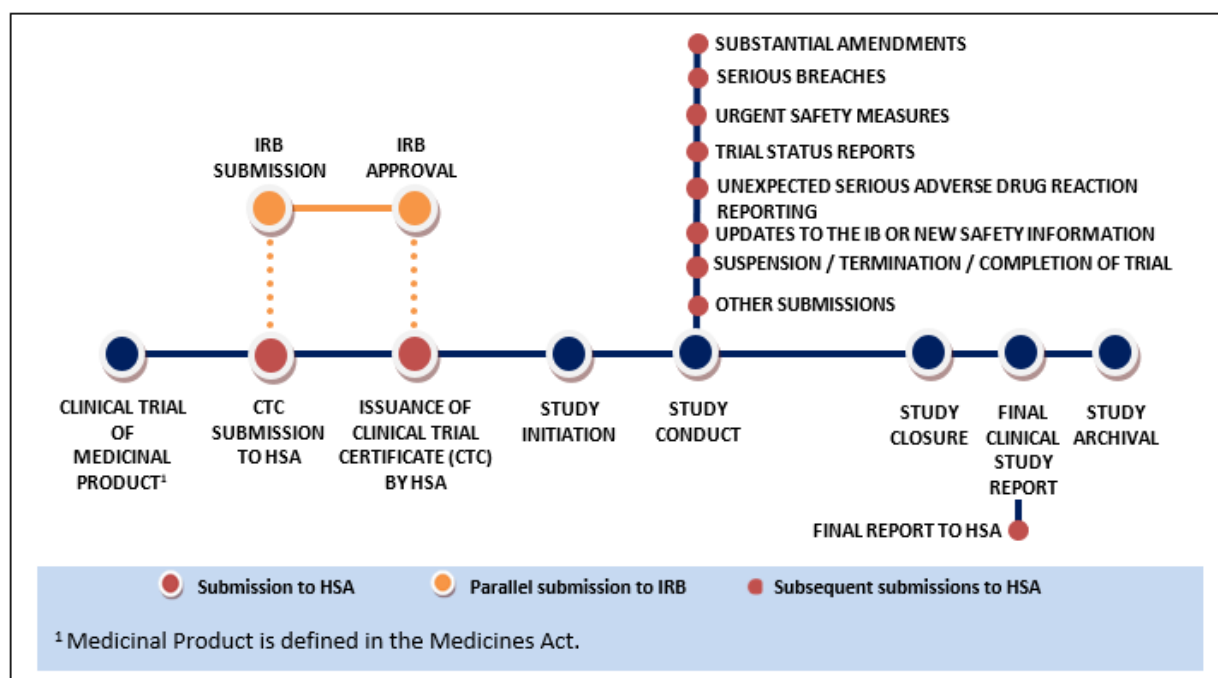 SUBSTANTIAL AMENDMENTS
SERIOUS BREACHES
URGENT SAFETY MEASURES
TRIAL STATUS REPORTS
UNEXPECTED SERIOUS ADVERSE DRUG REACTION
REPORTING
UPDATES TO THE IB OR NEW SAFETY INFORMATION
SUSPENSION / TERMINATION / COMPLETION OF TRIAL
OTHER SUBMISSIONS
IRB
SUBMISSION
IRB
APPROVAL
CLINICAL TRIAL
OF
MEDICINAL
PRODUCT¹
CTC
SUBMISSION
TO HSA
ISSUANCE OF
CLINICAL TRIAL
CERTIFICATE (CTC)
BY HSA
STUDY
INITIATION
STUDY
CONDUCT
STUDY
CLOSURE
FINAL
CLINICAL
STUDY
REPORT
STUDY
ARCHIVAL
FINAL REPORT TO HSA
Submission to HSA
Parallel submission to IRB
Subsequent submissions to HSA
¹ Medicinal Product is defined in the Medicines Act.